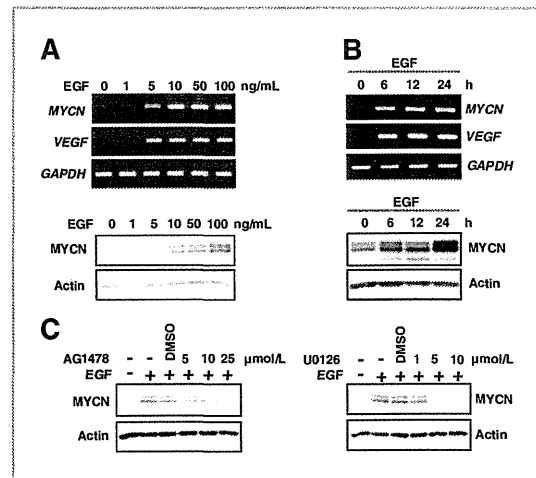 A
EGF 0 1 5 10 50 100 ng/mL
MYCN
VEGF
GAPDH
EGF 0 1 5 10 50 100 ng/mL
MYCN
Actin
B
EGF
0 6 12 24 h
MYCN
VEGF
GAPDH
EGF
0 6 12 24 h
MYCN
Actin
C
AG1478 - - DMSO 5 10 25 µmol/L
EGF - + + + + +
MYCN
Actin
U0126 - - DMSO 1 5 10 µmol/L
EGF - + + + + +
MYCN
Actin